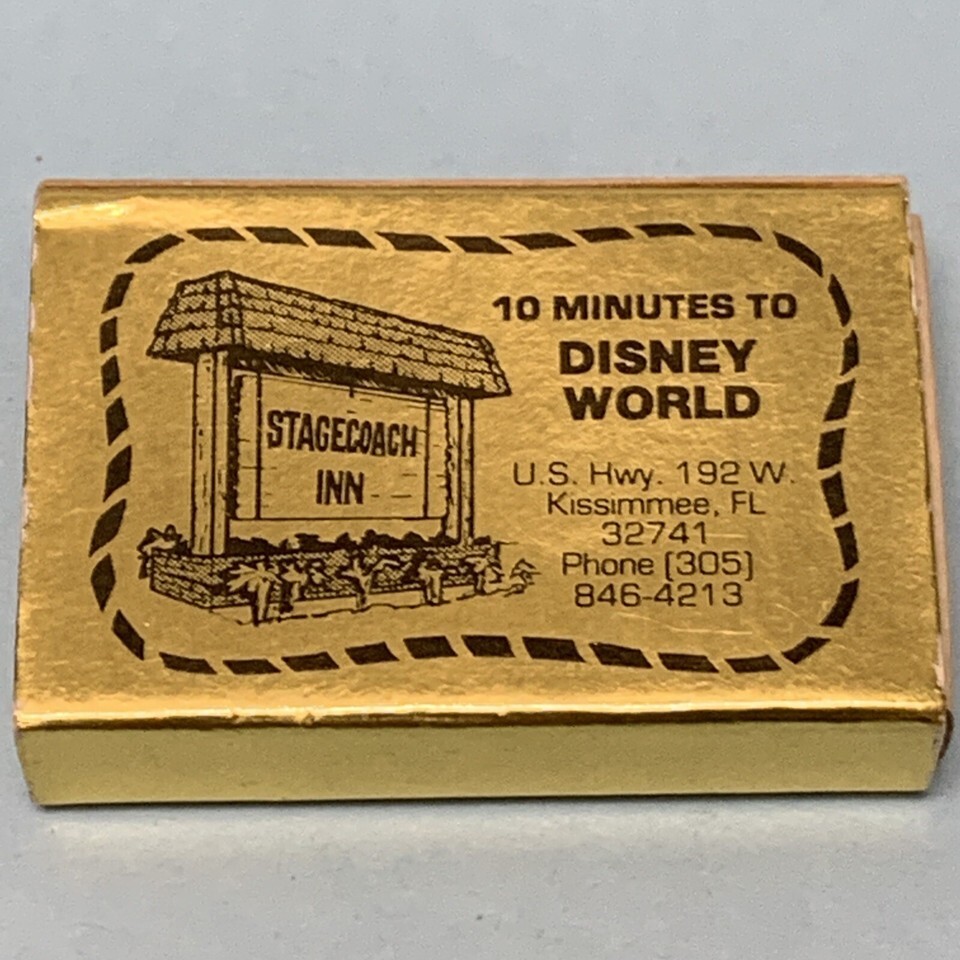 STAGECOACH
INN
10 MINUTES TO
DISNEY
WORLD
U.S. Hwy. 192 W.
Kissimmee, FL
32741
Phone (305)
846-4213